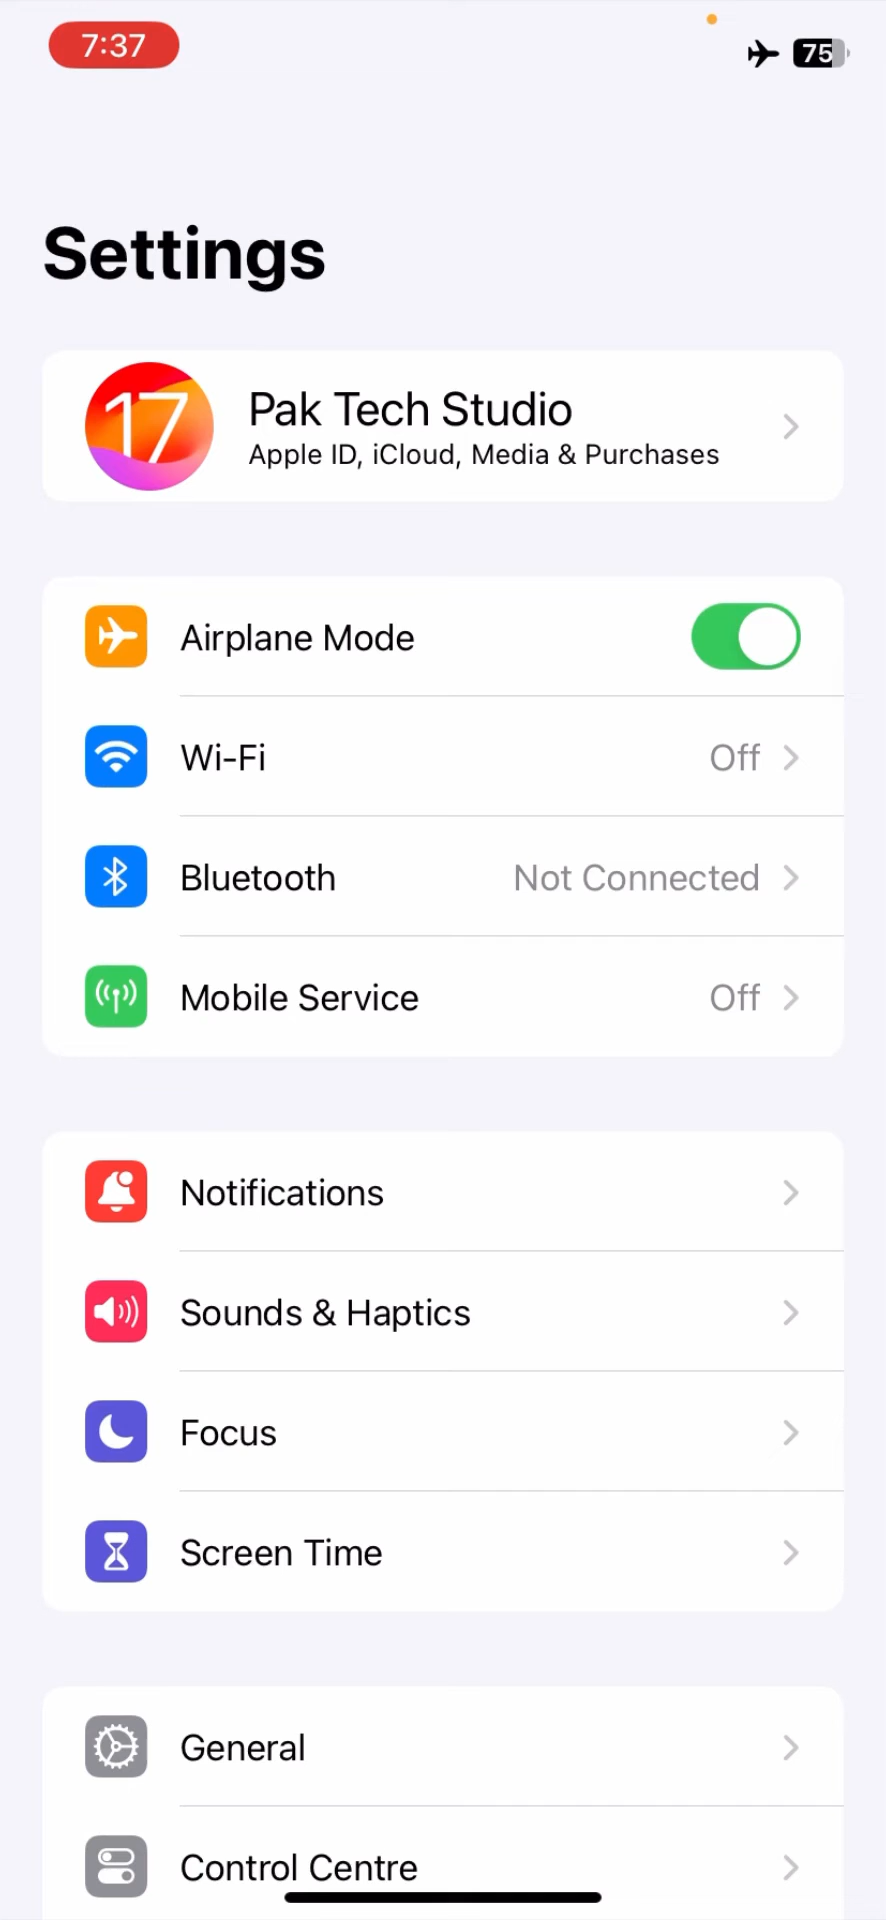 7:37
75
Settings
17
Pak Tech Studio
Apple ID, iCloud, Media & Purchases
Airplane Mode
Wi-Fi
Off
Bluetooth
Not Connected
Mobile Service
Off
Notifications
Sounds & Haptics
Focus
Screen Time
General
Control Centre